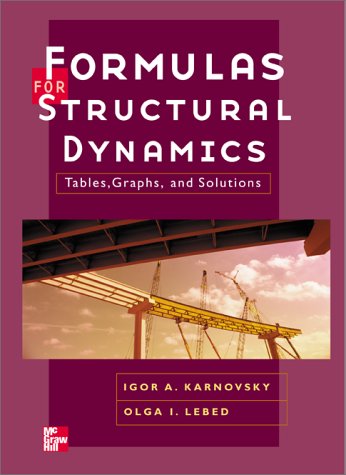 FORMULAS
FOR
STRUCTURAL
DYNAMICS
Tables, Graphs, and Solutions
IGOR A. KARNOVSKY
OLGA I. LEBED
Mc
Graw
Hill